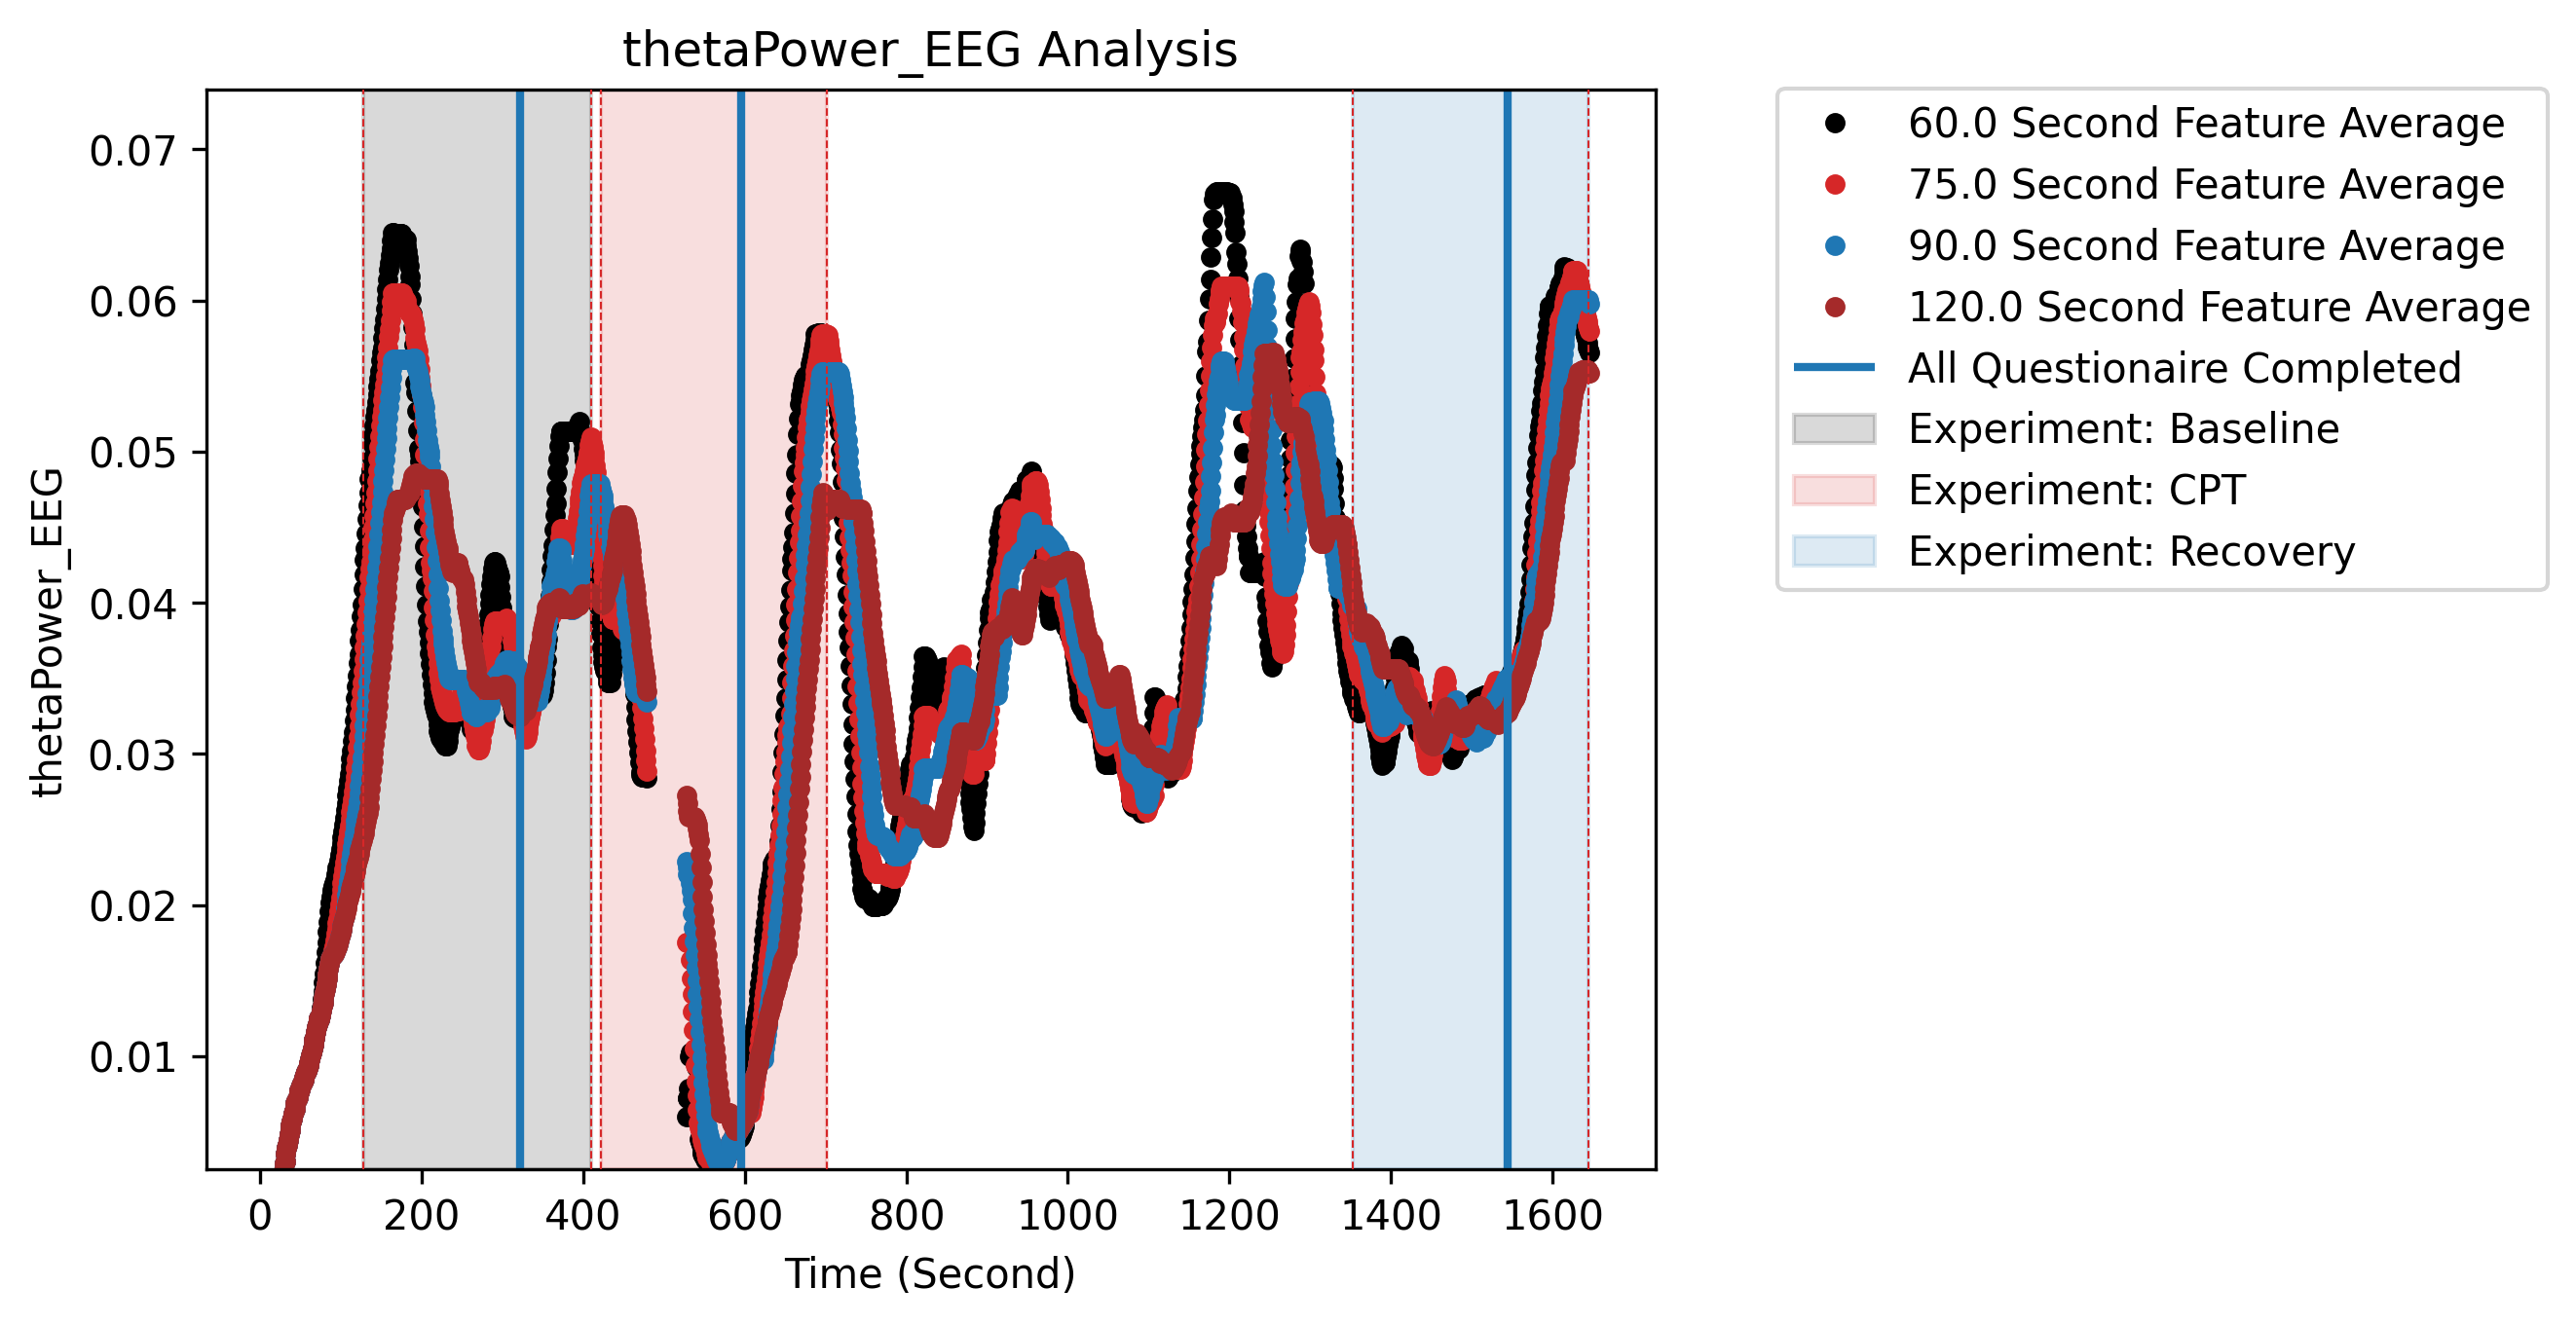 thetaPower_EEG Analysis
thetaPower_EEG
0.07
0.06
0.05
0.04
0.03
0.02
0.01
0 200 400 600 800 1000 1200 1400 1600
Time (Second)
60.0 Second Feature Average
75.0 Second Feature Average
90.0 Second Feature Average
120.0 Second Feature Average
All Questionaire Completed
Experiment: Baseline
Experiment: CPT
Experiment: Recovery